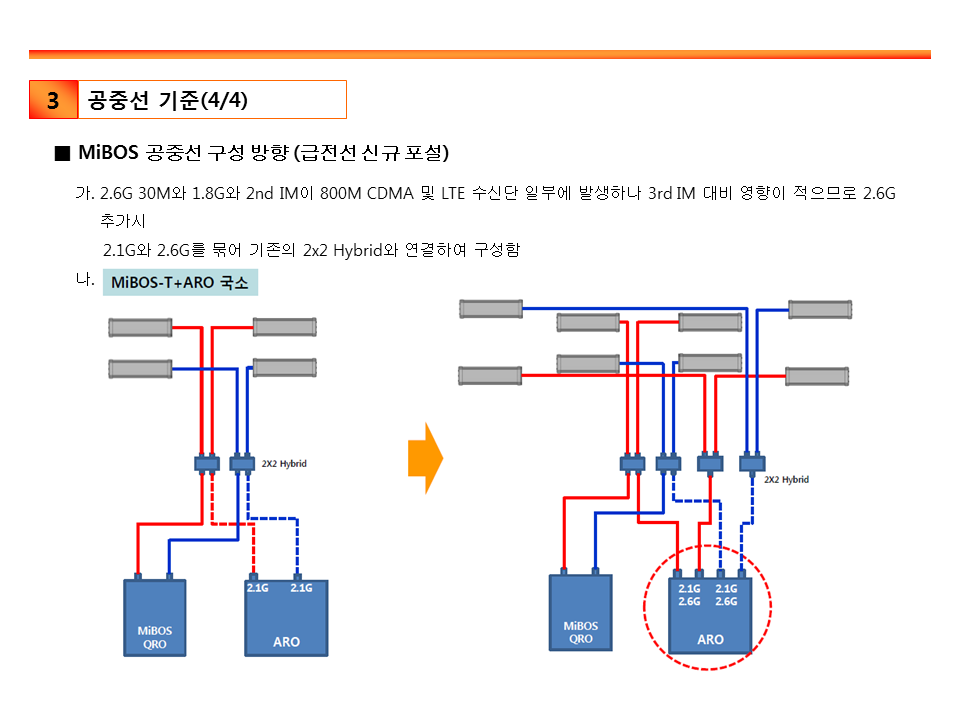 3 공중선 기준(4/4)
■ MiBOS 공중선 구성 방향 (급전선 신규 포설)
가. 2.6G 30M와 1.8G와 2nd IM이 800M CDMA 및 LTE 수신단 일부에 발생하나 3rd IM 대비 영향이 적으므로 2.6G
추가시
2.1G와 2.6G를 묶어 기존의 2x2 Hybrid와 연결하여 구성함
나. MiBOS-T+ARO 국소
2X2 Hybrid
2X2 Hybrid
2.1G 2.1G
MiBOS
QRO
ARO
2.1G 2.1G
2.6G 2.6G
MiBOS
QRO
ARO